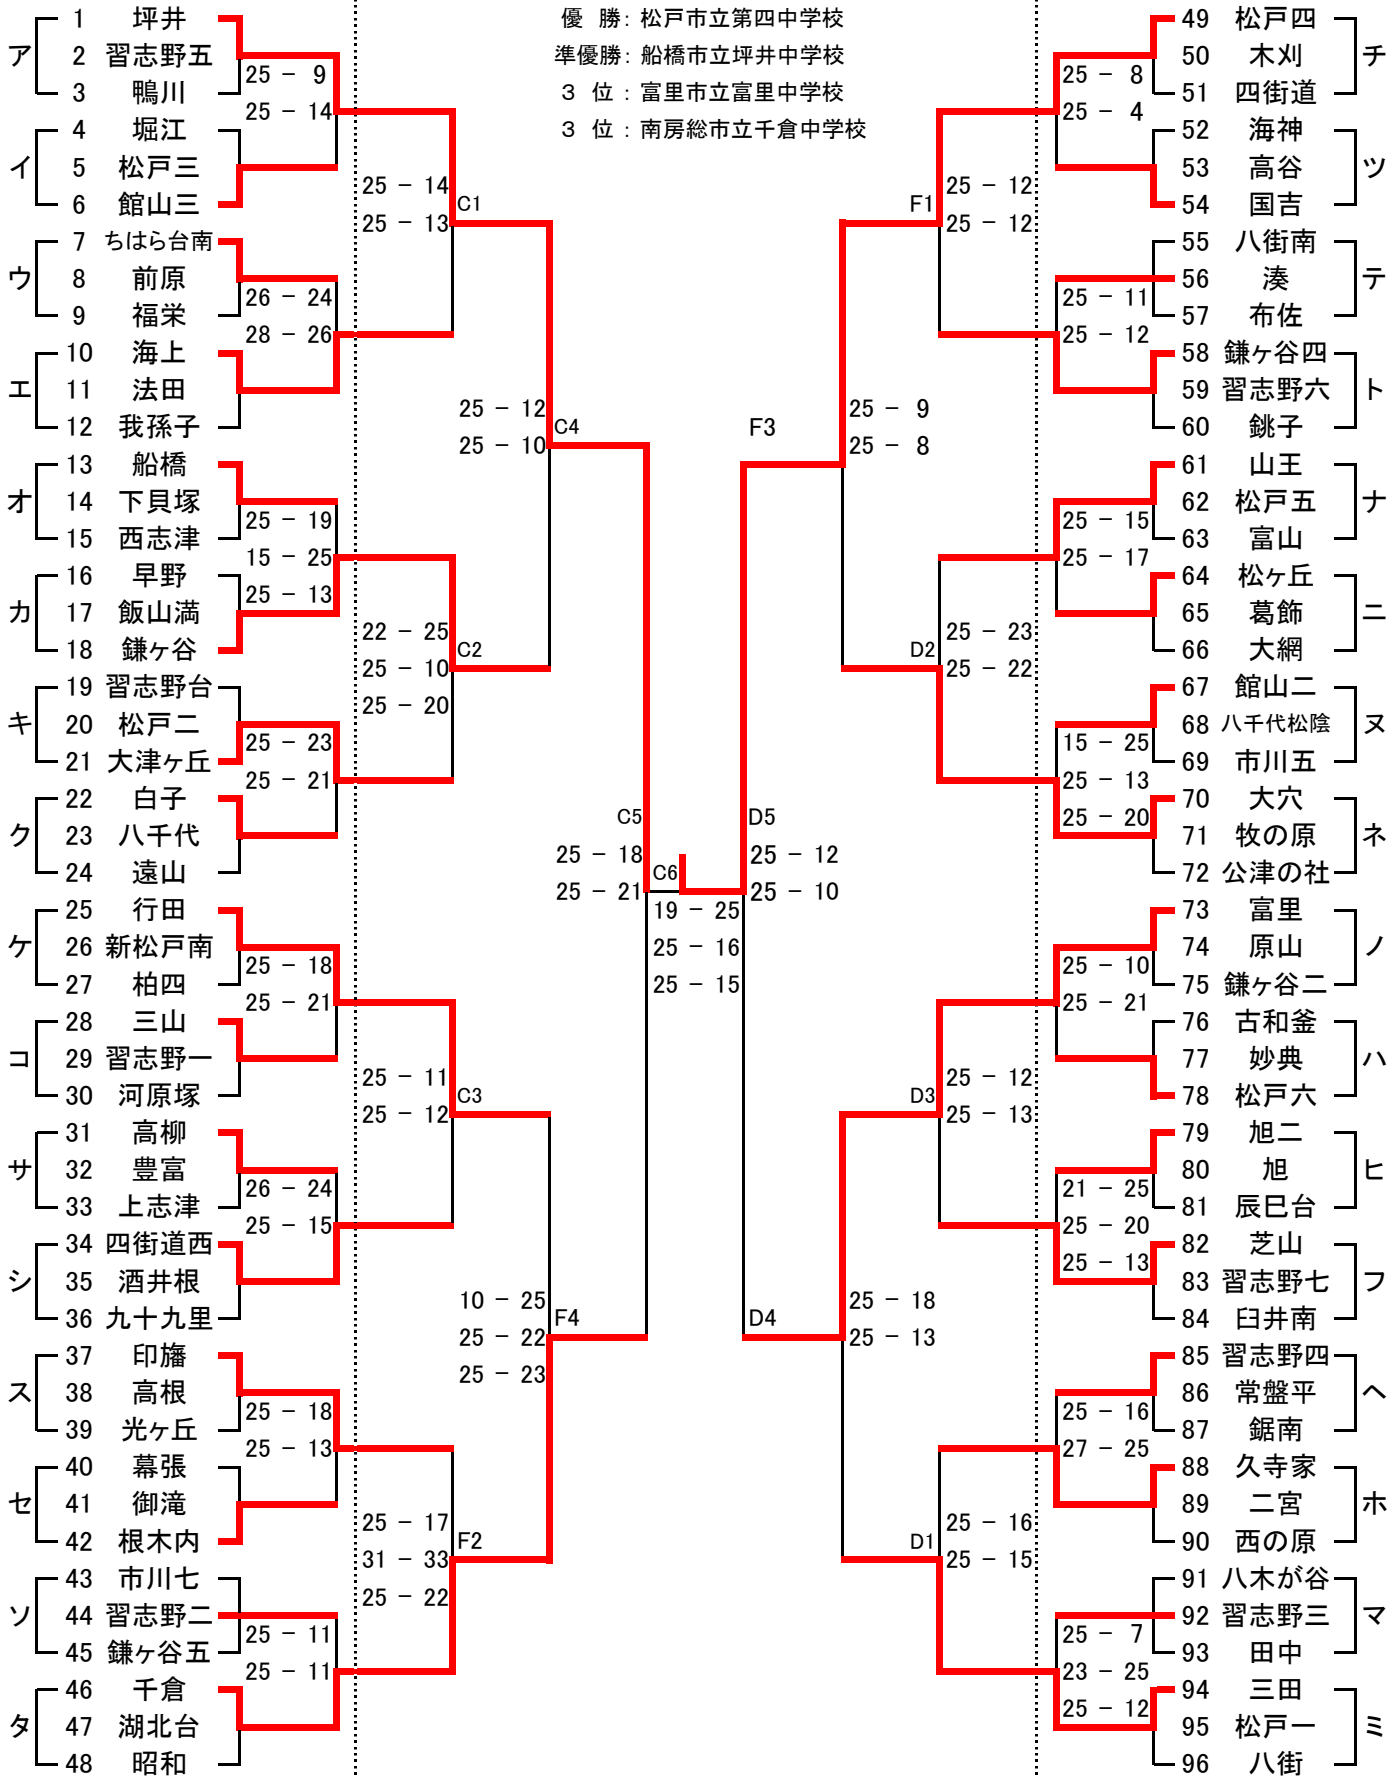 優 勝: 松戸市立第四中学校
準優勝: 船橋市立坪井中学校
3 位 : 富里市立富里中学校
3 位 : 南房総市立千倉中学校
ア
1 坪井
2 習志野五
3 鴨川
25 - 9
25 - 14
イ
4 堀江
5 松戸三
6 館山三
25 - 14
25 - 13
C1
ウ
7 ちはら台南
8 前原
9 福栄
26 - 24
28 - 26
エ
10 海上
11 法田
12 我孫子
25 - 12
25 - 10
C4
オ
13 船橋
14 下貝塚
15 西志津
25 - 19
15 - 25
25 - 13
カ
16 早野
17 飯山満
18 鎌ヶ谷
22 - 25
25 - 10
25 - 20
C2
キ
19 習志野台
20 松戸二
21 大津ヶ丘
25 - 23
25 - 21
ク
22 白子
23 八千代
24 遠山
C5
25 - 18
25 - 21
C6
19 - 25
25 - 16
25 - 15
ケ
25 行田
26 新松戸南
27 柏四
25 - 18
25 - 21
コ
28 三山
29 習志野一
30 河原塚
25 - 11
25 - 12
C3
サ
31 高柳
32 豊富
33 上志津
26 - 24
25 - 15
シ
34 四街道西
35 酒井根
36 九十九里
10 - 25
25 - 22
25 - 23
F4
ス
37 印旛
38 高根
39 光ヶ丘
25 - 18
25 - 13
セ
40 幕張
41 御滝
42 根木内
25 - 17
31 - 33
25 - 22
F2
ソ
43 市川七
44 習志野二
45 鎌ヶ谷五
25 - 11
25 - 11
タ
46 千倉
47 湖北台
48 昭和
49 松戸四
50 木刈
51 四街道
チ
25 - 8
25 - 4
52 海神
53 高谷
54 国吉
ツ
F1
25 - 12
25 - 12
55 八街南
56 湊
57 布佐
テ
25 - 11
25 - 12
58 鎌ヶ谷四
59 習志野六
60 銚子
ト
F3
25 - 9
25 - 8
61 山王
62 松戸五
63 富山
ナ
25 - 15
25 - 17
64 松ヶ丘
65 葛飾
66 大網
ニ
D2
25 - 23
25 - 22
67 館山二
68 八千代松陰
69 市川五
ヌ
15 - 25
25 - 13
25 - 20
70 大穴
71 牧の原
72 公津の杜
ネ
D5
25 - 12
25 - 10
73 富里
74 原山
75 鎌ヶ谷二
ノ
25 - 10
25 - 21
76 古和釜
77 妙典
78 松戸六
ハ
D3
25 - 12
25 - 13
79 旭二
80 旭
81 辰巳台
ヒ
21 - 25
25 - 20
25 - 13
82 芝山
83 習志野七
84 臼井南
フ
D4
25 - 18
25 - 13
85 習志野四
86 常盤平
87 鋸南
ヘ
25 - 16
27 - 25
88 久寺家
89 二宮
90 西の原
ホ
D1
25 - 16
25 - 15
91 八木が谷
92 習志野三
93 田中
マ
25 - 7
23 - 25
25 - 12
94 三田
95 松戸一
96 八街
ミ